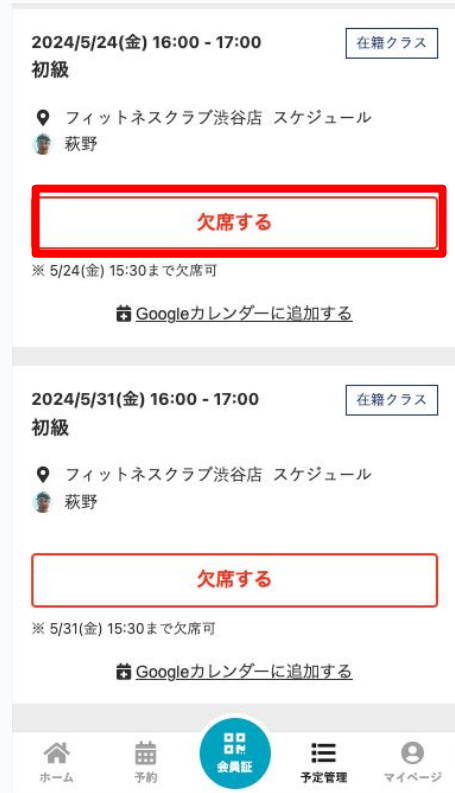 2024/5/24(金) 16:00 - 17:00 在籍クラス
初級
フィットネスクラブ渋谷店 スケジュール
萩野
欠席する
※ 5/24(金) 15:30まで欠席可
Googleカレンダーに追加する
2024/5/31(金) 16:00 - 17:00 在籍クラス
初級
フィットネスクラブ渋谷店 スケジュール
萩野
欠席する
※ 5/31(金) 15:30まで欠席可
Googleカレンダーに追加する
ホーム 予約 会員証 予定管理 マイページ